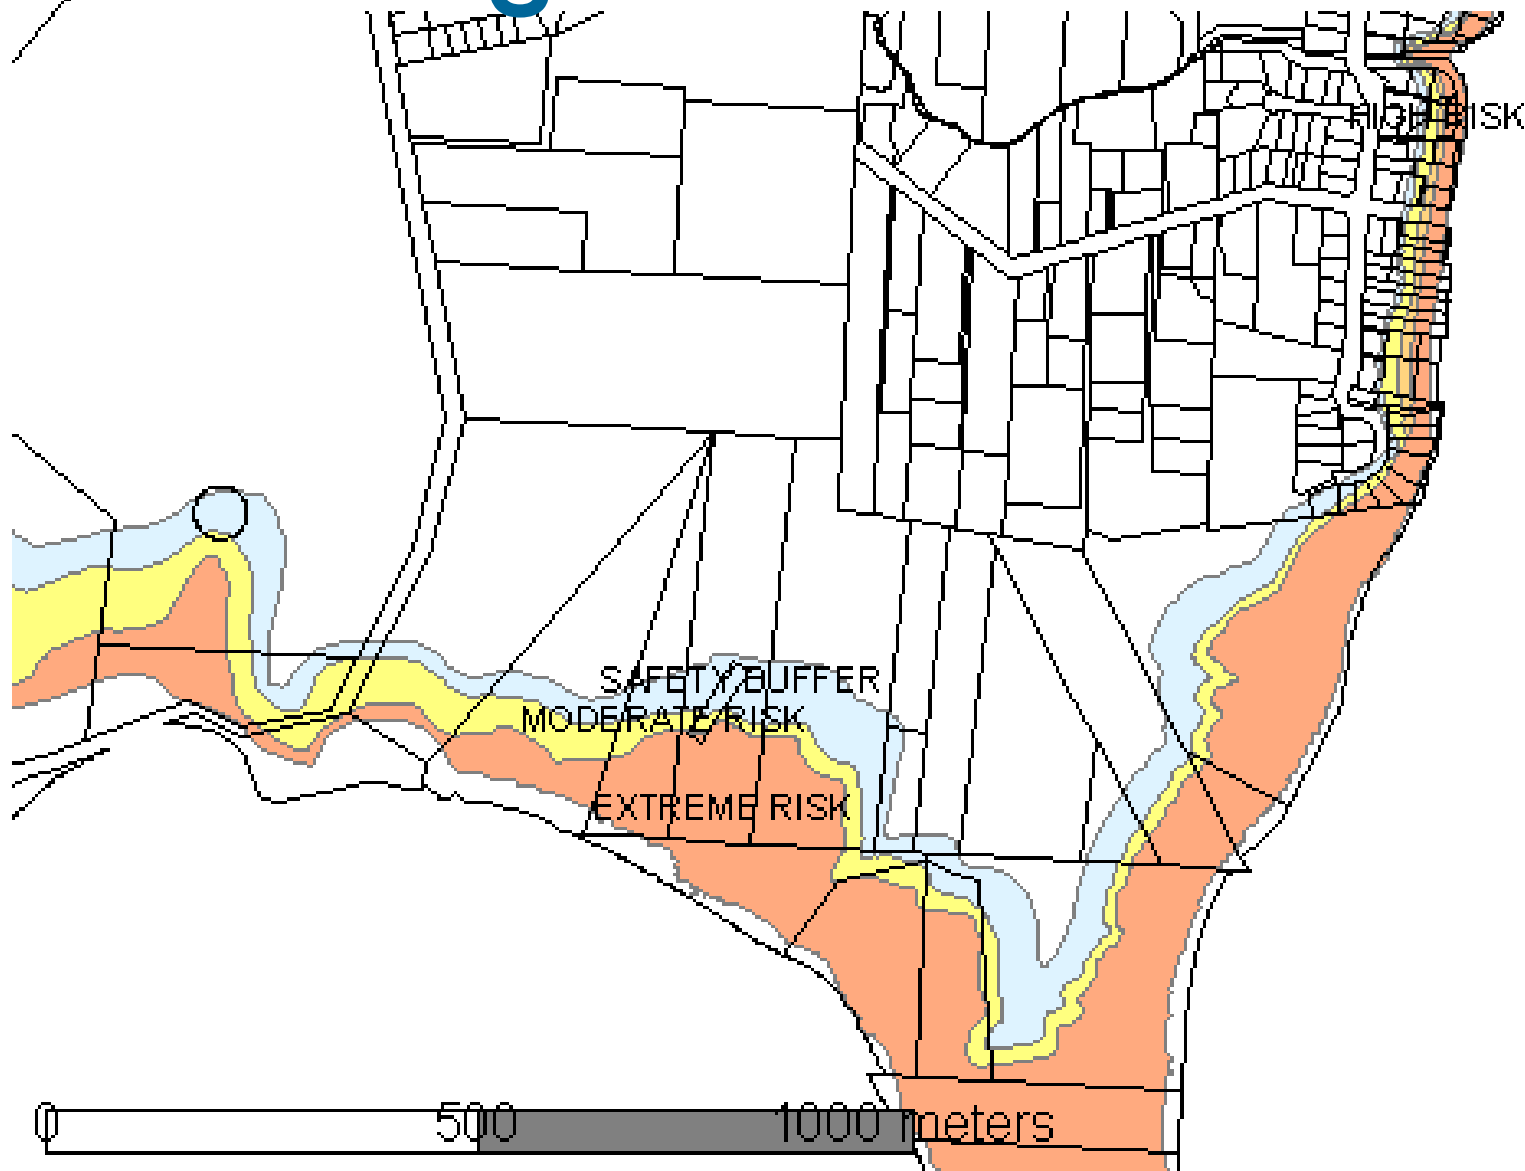 HIGH RISK
SAFETY BUFFER
MODERATE RISK
EXTREME RISK
0 500 1000 meters